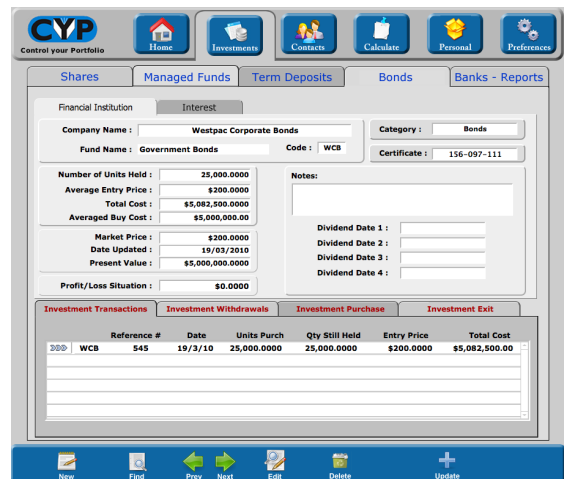 CYP
Control your Portfolio
Home Investments Contacts Calculate Personal Preferences
Shares Managed Funds Term Deposits Bonds Banks - Reports
Financial Institution Interest
Company Name : Westpac Corporate Bonds Category : Bonds
Fund Name : Government Bonds Code : WCB Certificate : 156-097-111
Number of Units Held : 25,000.0000 Notes:
Average Entry Price : $200.0000
Total Cost : $5,082,500.0000
Averaged Buy Cost : $5,000,000.00
Dividend Date 1 :
Market Price : $200.0000 Dividend Date 2 :
Date Updated : 19/03/2010 Dividend Date 3 :
Present Value : $5,000,000.0000 Dividend Date 4 :
Profit/Loss Situation : $0.0000
Investment Transactions Investment Withdrawals Investment Purchase Investment Exit
Reference # Date Units Purch Qty Still Held Entry Price Total Cost
WCB 545 19/3/10 25,000.0000 25,000.0000 $200.0000 $5,082,500.00
New Find Prev Next Edit Delete Update